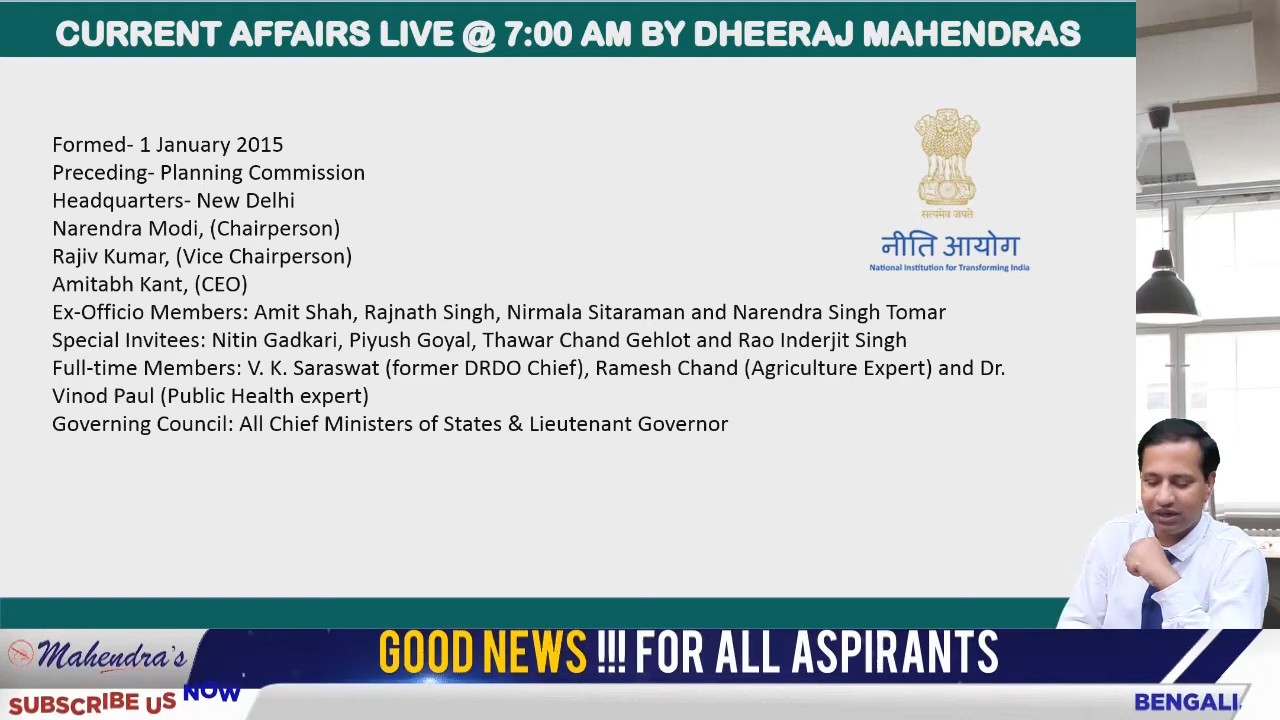 CURRENT AFFAIRS LIVE @ 7:00 AM BY DHEERAJ MAHENDRAS
Formed- 1 January 2015
Preceding- Planning Commission
Headquarters- New Delhi
Narendra Modi, (Chairperson)
Rajiv Kumar, (Vice Chairperson)
Amitabh Kant, (CEO)
Ex-Officio Members: Amit Shah, Rajnath Singh, Nirmala Sitaraman and Narendra Singh Tomar
Special Invitees: Nitin Gadkari, Piyush Goyal, Thawar Chand Gehlot and Rao Inderjit Singh
Full-time Members: V. K. Saraswat (former DRDO Chief), Ramesh Chand (Agriculture Expert) and Dr.
Vinod Paul (Public Health expert)
Governing Council: All Chief Ministers of States & Lieutenant Governor
सत्यमेव जयते
नीति आयोग
National Institution for Transforming India
Mahendra's
GOOD NEWS !!! FOR ALL ASPIRANTS
SUBSCRIBE US NOW
BENGALI